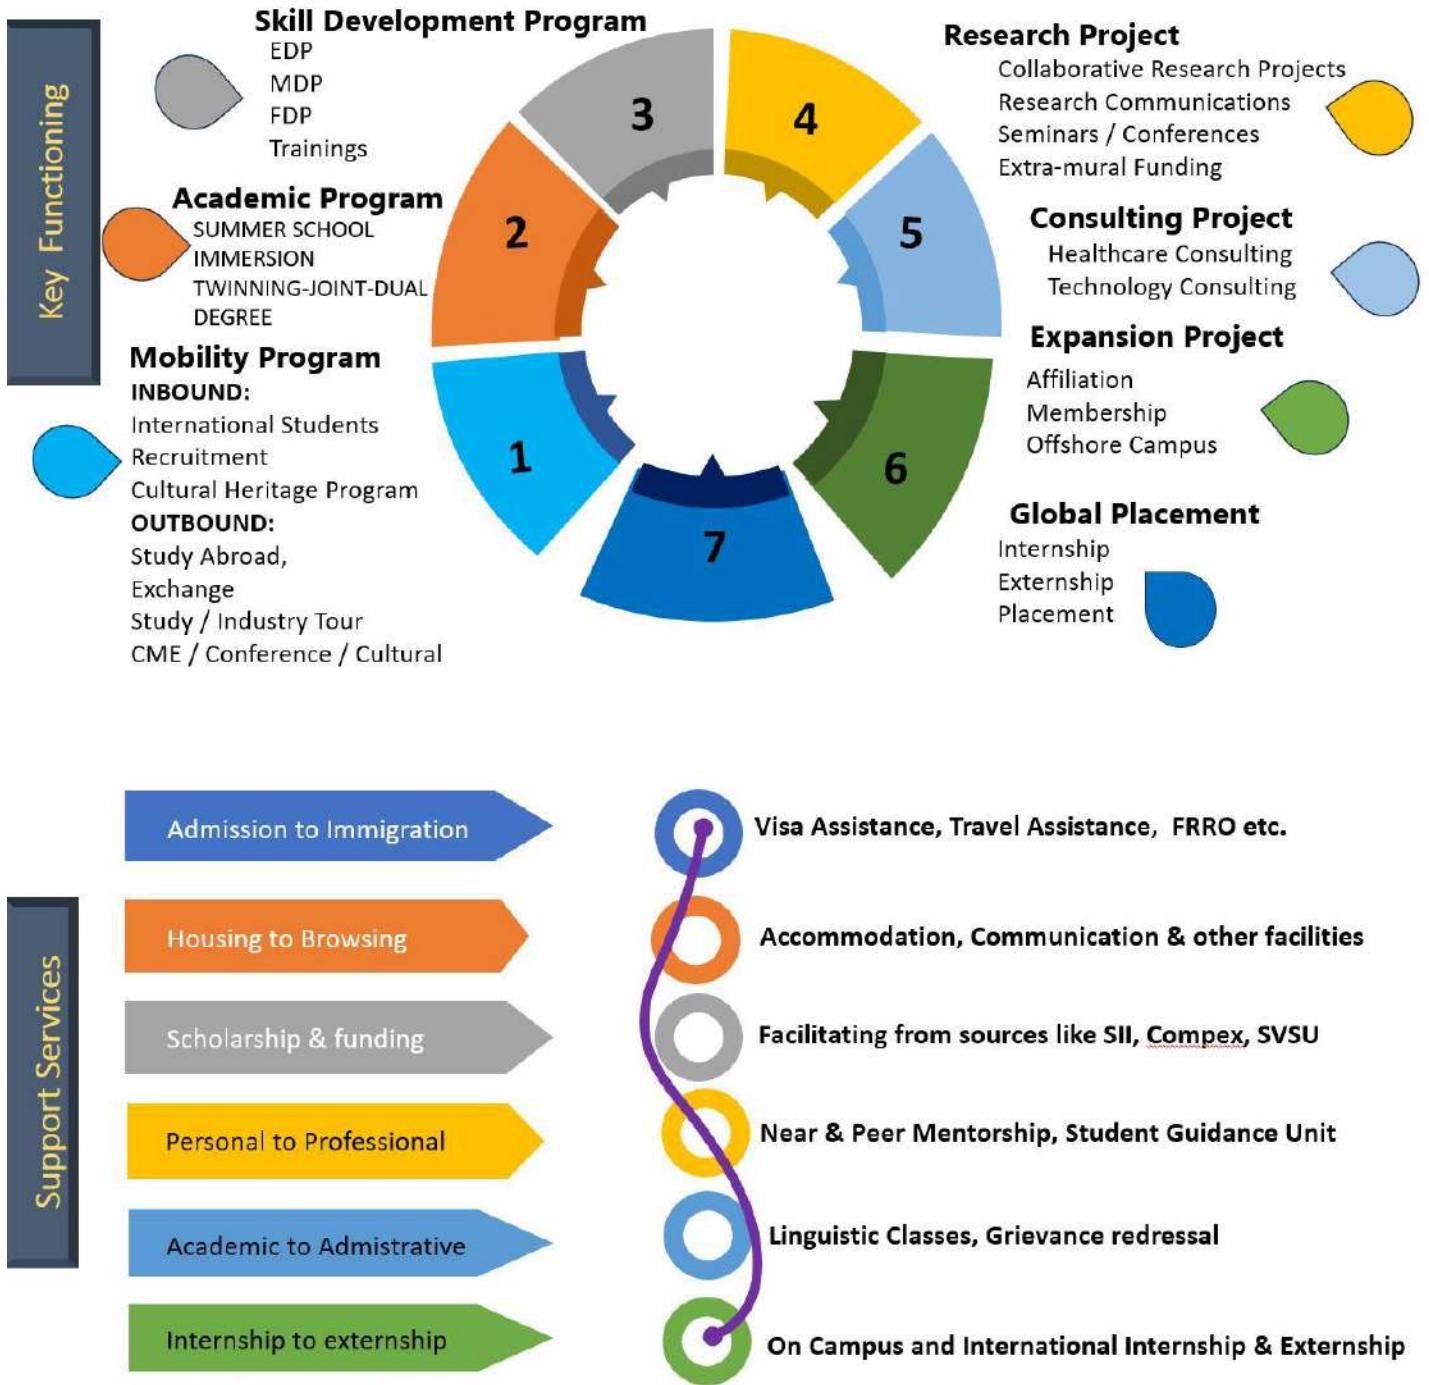 Key Functioning
Skill Development Program
EDP
MDP
FDP
Trainings
Academic Program
SUMMER SCHOOL
IMMERSION
TWINNING-JOINT-DUAL
DEGREE
Mobility Program
INBOUND:
International Students
Recruitment
Cultural Heritage Program
OUTBOUND:
Study Abroad,
Exchange
Study / Industry Tour
CME / Conference / Cultural
1
2
3
4
5
6
7
Research Project
Collaborative Research Projects
Research Communications
Seminars / Conferences
Extra-mural Funding
Consulting Project
Healthcare Consulting
Technology Consulting
Expansion Project
Affiliation
Membership
Offshore Campus
Global Placement
Internship
Externship
Placement
Support Services
Admission to Immigration
Visa Assistance, Travel Assistance, FRRO etc.
Housing to Browsing
Accommodation, Communication & other facilities
Scholarship & funding
Facilitating from sources like SII, Compex, SVSU
Personal to Professional
Near & Peer Mentorship, Student Guidance Unit
Academic to Admistrative
Linguistic Classes, Grievance redressal
Internship to externship
On Campus and International Internship & Externship